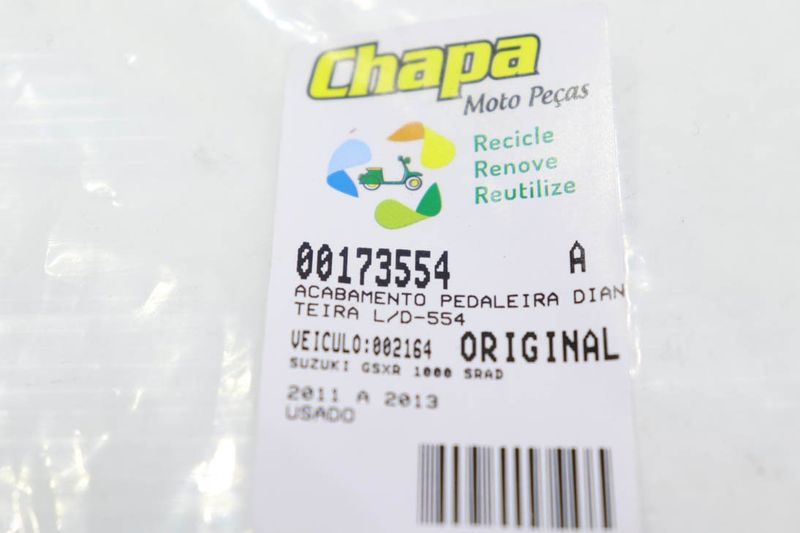 Chapa
Moto Peças
Recicle
Renove
Reutilize
00173554 A
ACABAMENTO PEDALEIRA DIAN
TEIRA L/D-554
VEICULO:002164 ORIGINAL
SUZUKI GSXR 1000 SRAD
2011 A 2013
USADO